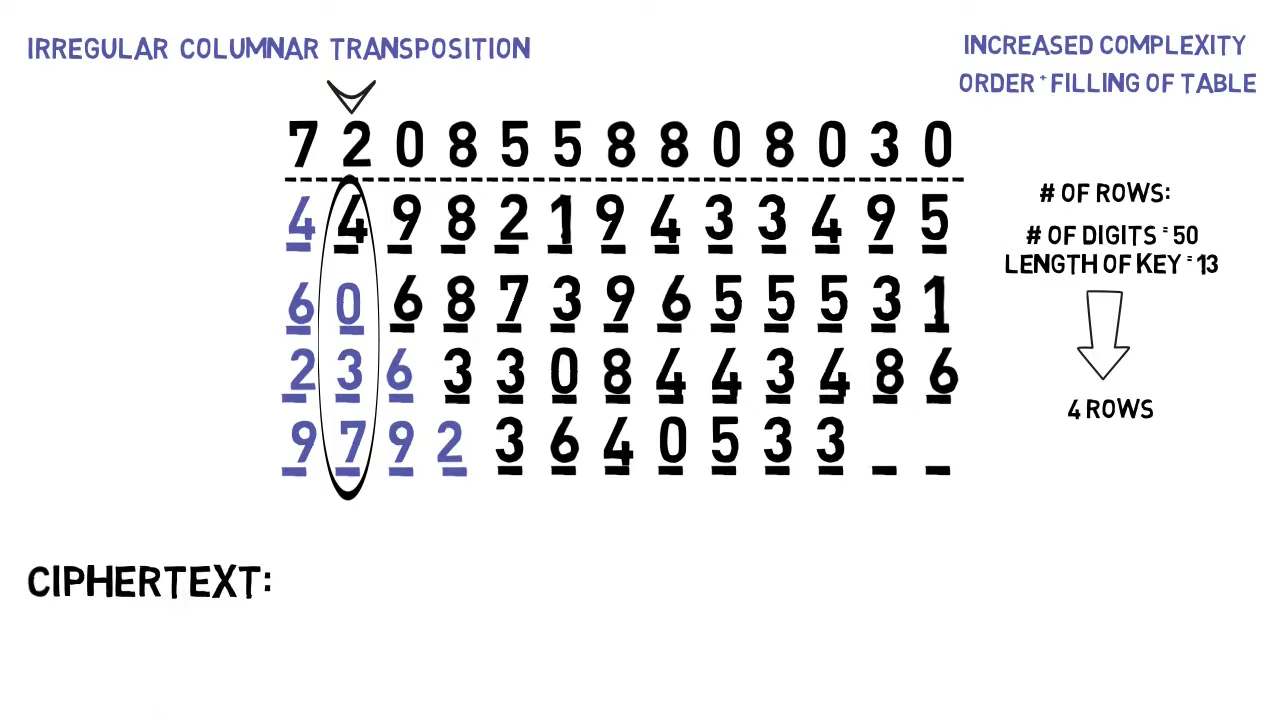 IRREGULAR COLUMNAR TRANSPOSITION
INCREASED COMPLEXITY
ORDER + FILLING OF TABLE
7 2 0 8 5 5 8 8 0 8 0 3 0
4 4 9 8 2 1 9 4 3 3 4 9 5
6 0 6 8 7 3 9 6 5 5 5 3 1
2 3 6 3 3 0 8 4 4 3 4 8 6
9 7 9 2 3 6 4 0 5 3 3 _ _
# OF ROWS:
# OF DIGITS = 50
LENGTH OF KEY = 13
4 ROWS
CIPHERTEXT: